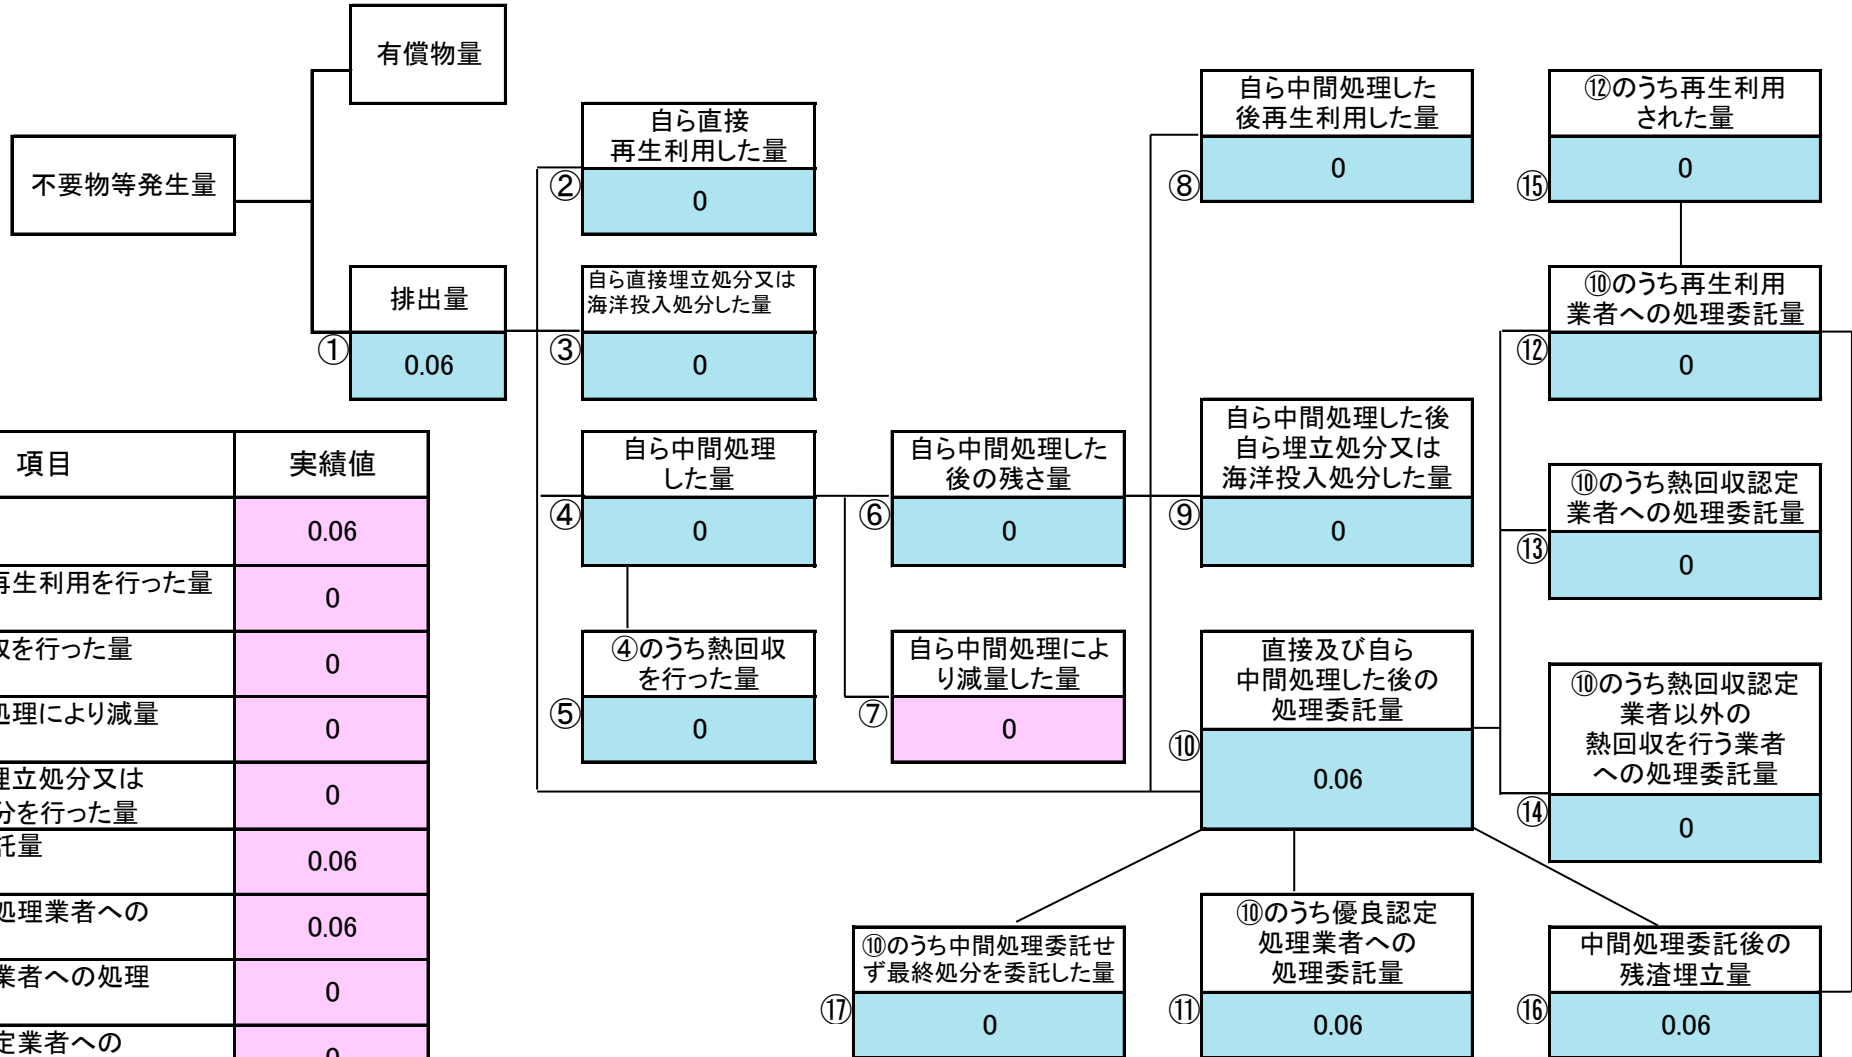 有償物量
不要物等発生量
排出量
①
0.06
自ら直接
再生利用した量
②
0
自ら直接埋立処分又は
海洋投入処分した量
③
0
自ら中間処理
した量
④
0
④のうち熱回収
を行った量
⑤
0
自ら中間処理した
後の残さ量
⑥
0
自ら中間処理によ
り減量した量
⑦
0
自ら中間処理した
後再生利用した量
⑧
0
自ら中間処理した後
自ら埋立処分又は
海洋投入処分した量
⑨
0
直接及び自ら
中間処理した後の
処理委託量
⑩
0.06
⑫のうち再生利用
された量
⑮
0
⑩のうち再生利用
業者への処理委託量
⑫
0
⑩のうち熱回収認定
業者への処理委託量
⑬
0
⑩のうち熱回収認定
業者以外の
熱回収を行う業者
への処理委託量
⑭
0
⑩のうち中間処理委託せ
ず最終処分を委託した量
⑰
0
⑩のうち優良認定
処理業者への
処理委託量
⑪
0.06
中間処理委託後の
残渣埋立量
⑯
0.06
項目 実績値
0.06
再生利用を行った量 0
を行った量 0
処理により減量 0
埋立処分又は
分を行った量 0
託量 0.06
処理業者への 0.06
業者への処理 0
定業者への